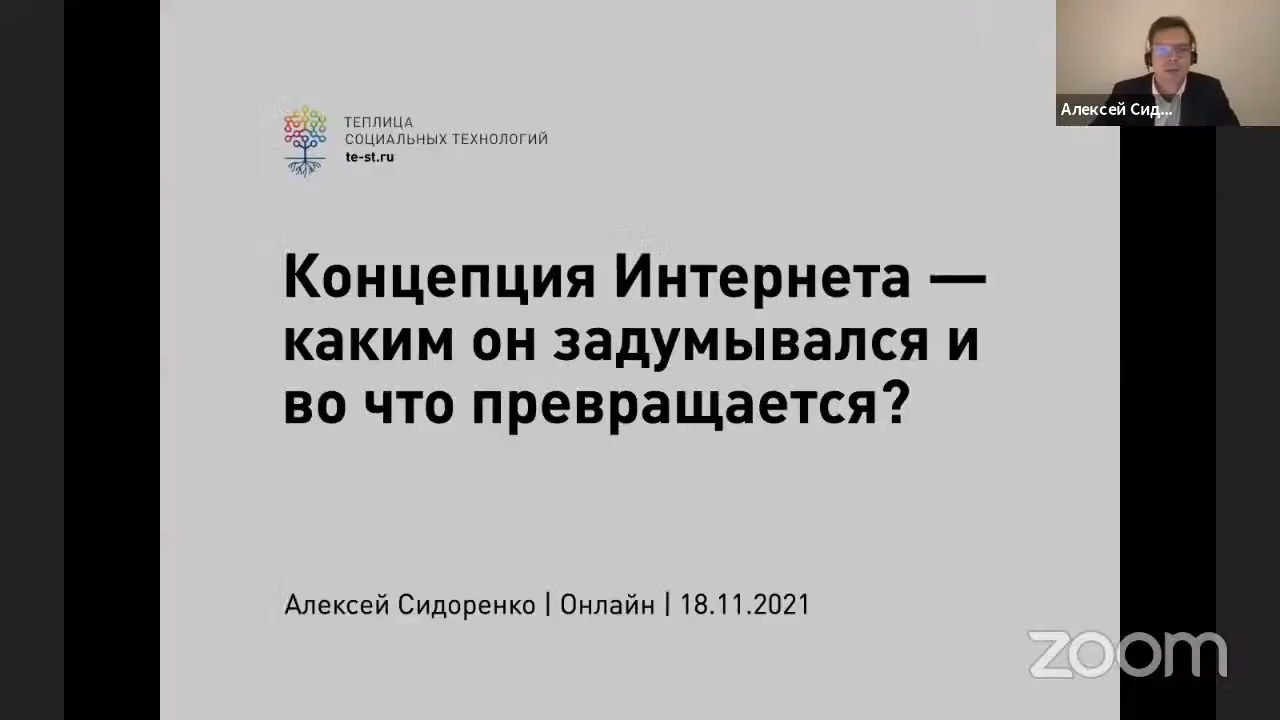 ТЕПЛИЦА
СОЦИАЛЬНЫХ ТЕХНОЛОГИЙ
te-st.ru
Алексей Сид...
Концепция Интернета —
каким он задумывался и
во что превращается?
Алексей Сидоренко | Онлайн | 18.11.2021
zoom